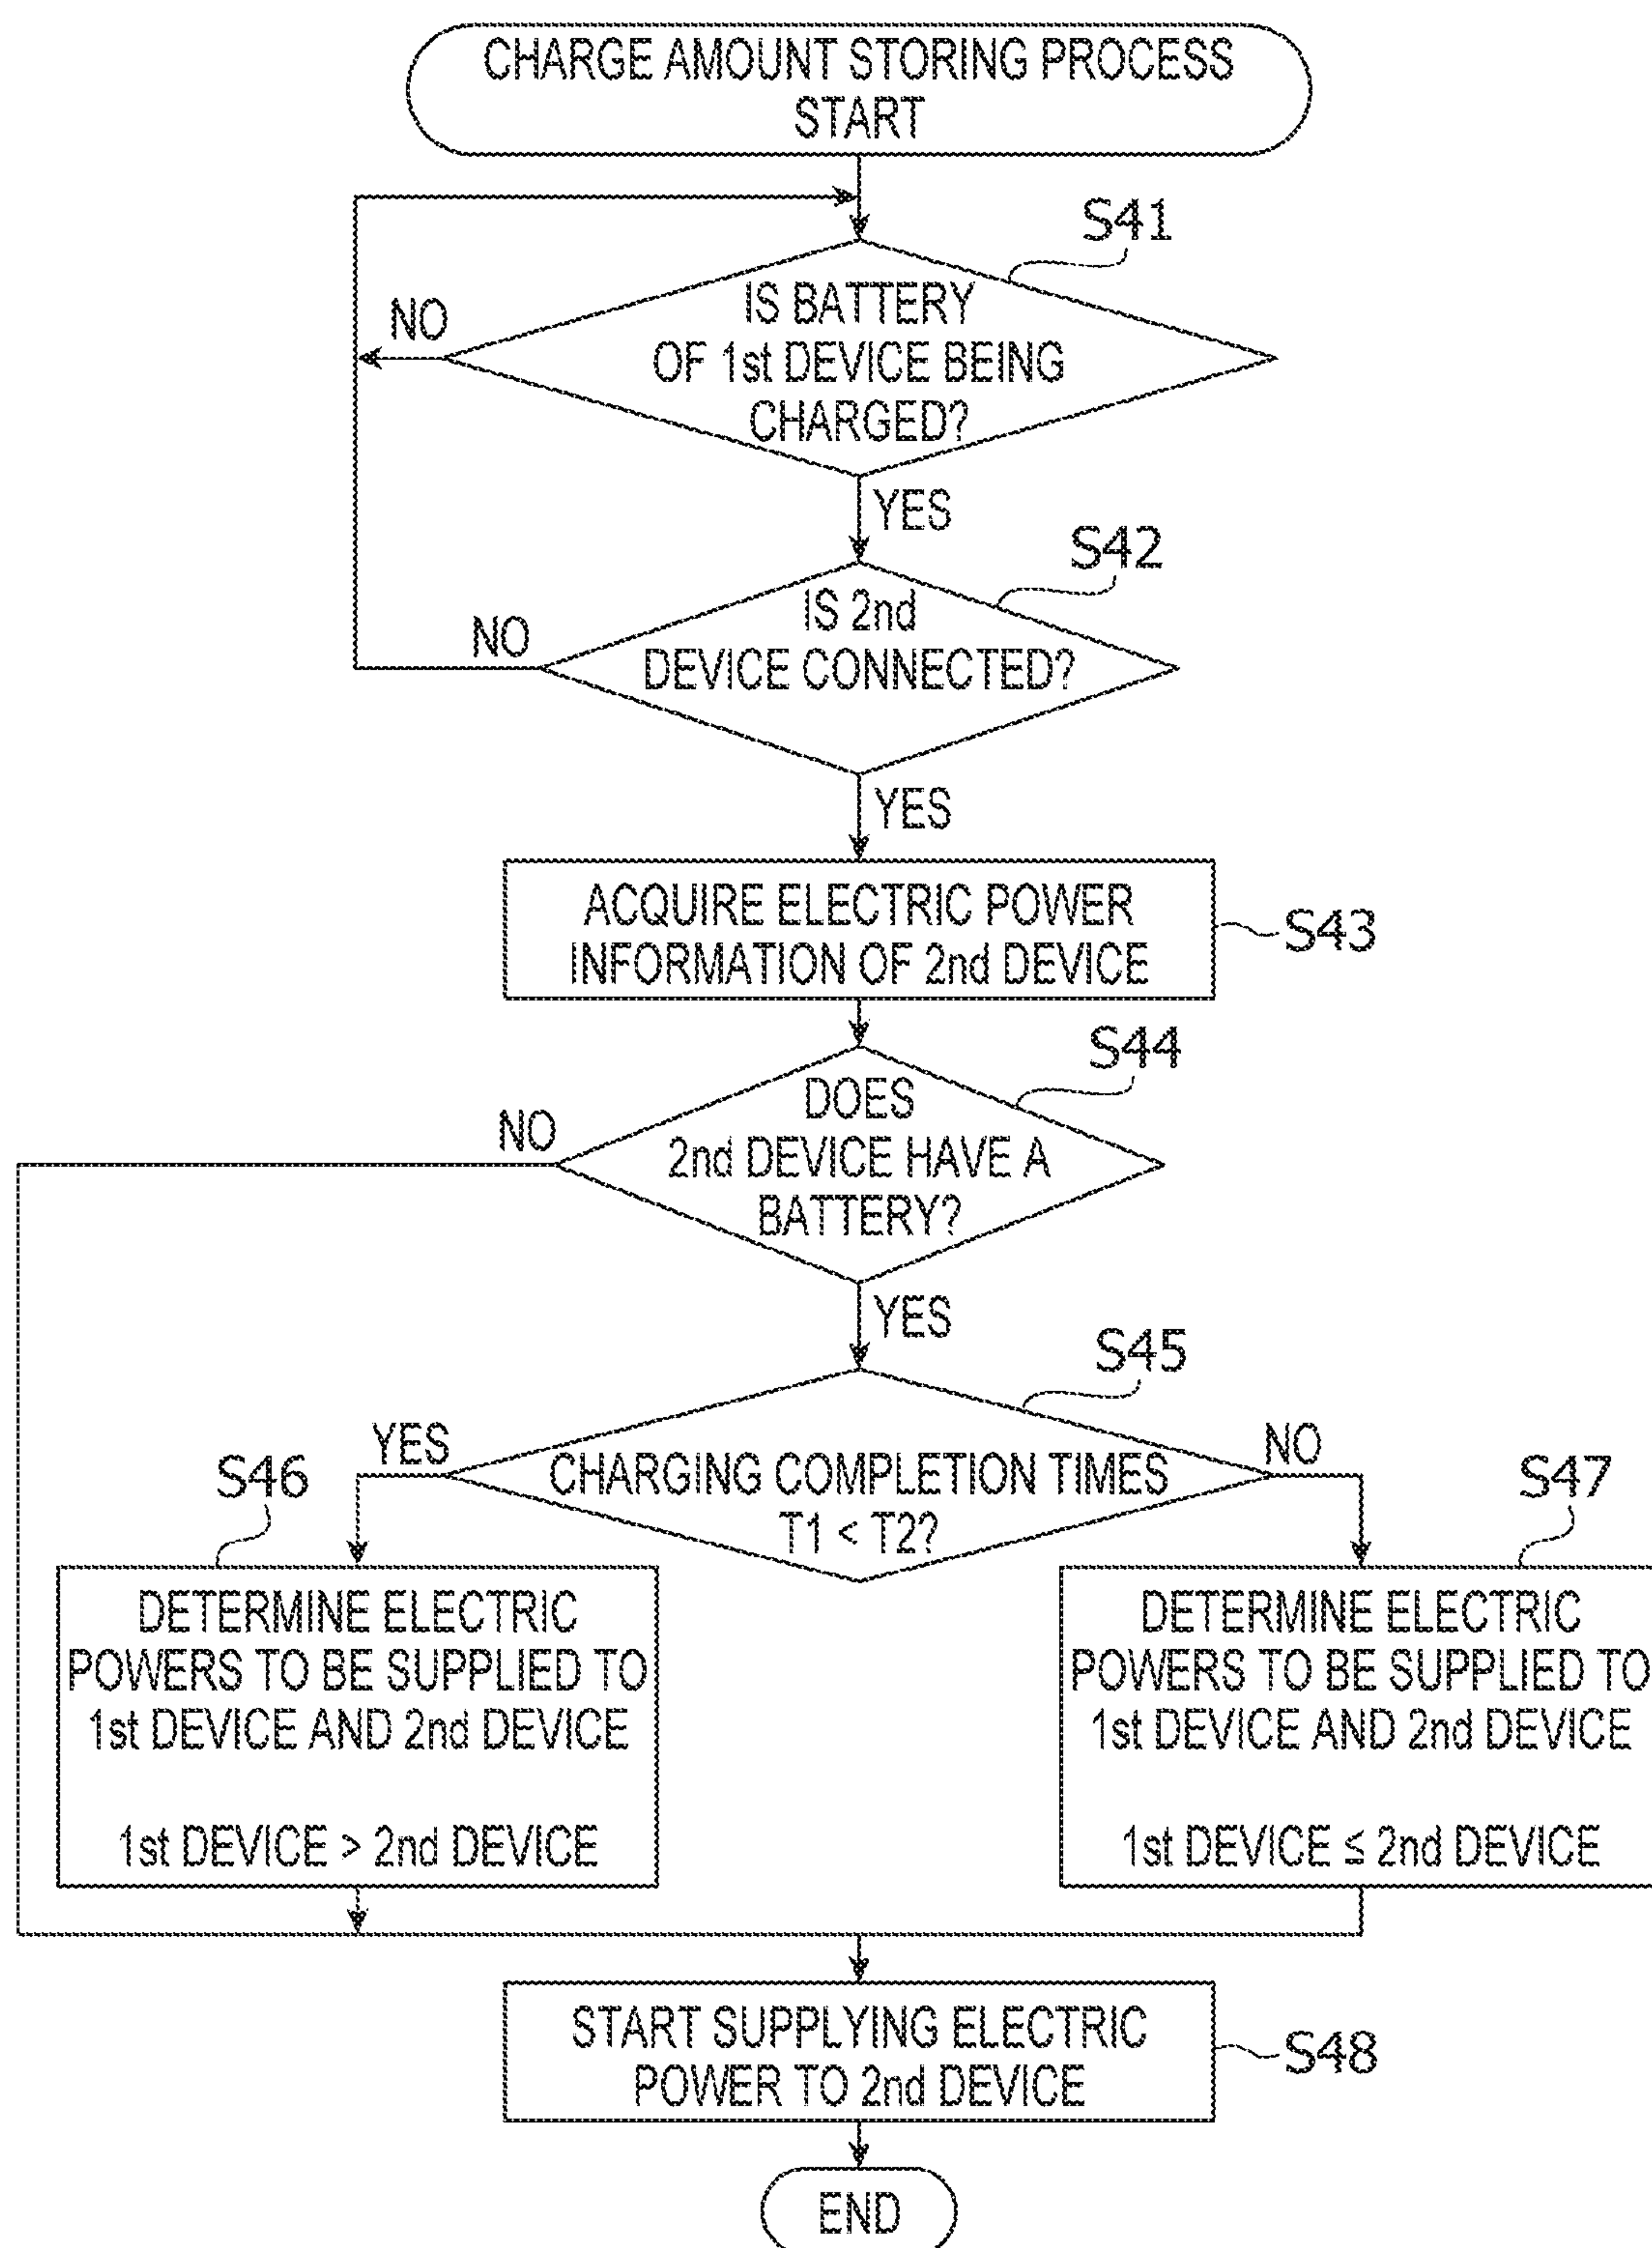 CHARGE AMOUNT STORING PROCESS
START
S41
IS BATTERY
OF 1st DEVICE BEING
CHARGED?
NO
YES
S42
IS 2nd
DEVICE CONNECTED?
NO
YES
ACQUIRE ELECTRIC POWER
INFORMATION OF 2nd DEVICE
S43
S44
DOES
2nd DEVICE HAVE A
BATTERY?
NO
YES
S45
CHARGING COMPLETION TIMES
T1 < T2?
YES
NO
S46
DETERMINE ELECTRIC
POWERS TO BE SUPPLIED TO
1st DEVICE AND 2nd DEVICE
1st DEVICE > 2nd DEVICE
S47
DETERMINE ELECTRIC
POWERS TO BE SUPPLIED TO
1st DEVICE AND 2nd DEVICE
1st DEVICE ≤ 2nd DEVICE
START SUPPLYING ELECTRIC
POWER TO 2nd DEVICE
S48
END